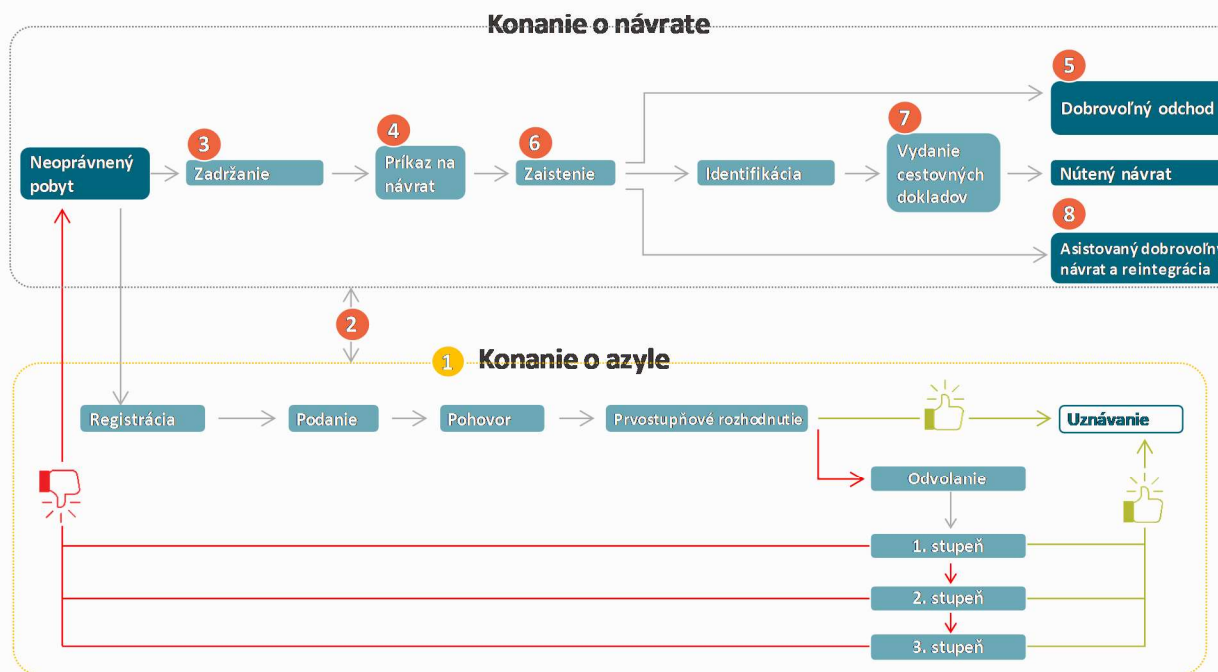 Konanie o návrate
5
Dobrovoľný odchod
3
4
6
7
Neoprávnený
pobyt
Zadržanie
Príkaz na
návrat
Zaistenie
Identifikácia
Vydanie
cestovných
dokladov
Nútený návrat
8
Asistovaný dobrovoľný
návrat a reintegrácia
2
1
Konanie o azyle
Registrácia
Podanie
Pohovor
Prvostupňové rozhodnutie
Uznávanie
Odvolanie
1. stupeň
2. stupeň
3. stupeň